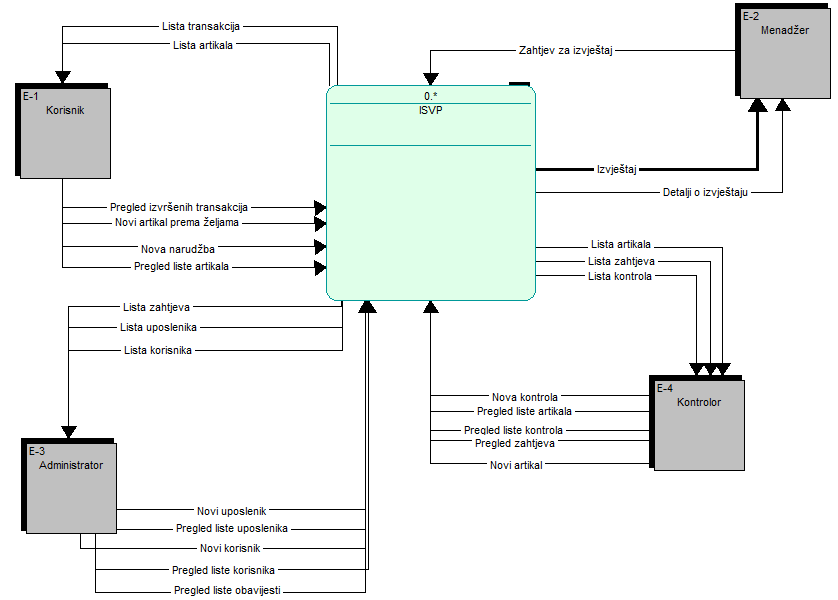 Lista transakcija
Lista artikala
E-1
Korisnik
Pregled izvršenih transakcija
Novi artikal prema željama
Nova narudžba
Pregled liste artikala
0.*
ISVP
E-2
Menadžer
Zahtjev za izvještaj
Izvještaj
Detalji o izvještaju
Lista artikala
Lista zahtjeva
Lista kontrola
Lista zahtjeva
Lista uposlenika
Lista korisnika
E-4
Kontrolor
Nova kontrola
Pregled liste artikala
Pregled liste kontrola
Pregled zahtjeva
Novi artikal
E-3
Administrator
Novi uposlenik
Pregled liste uposlenika
Novi korisnik
Pregled liste korisnika
Pregled liste obavijesti